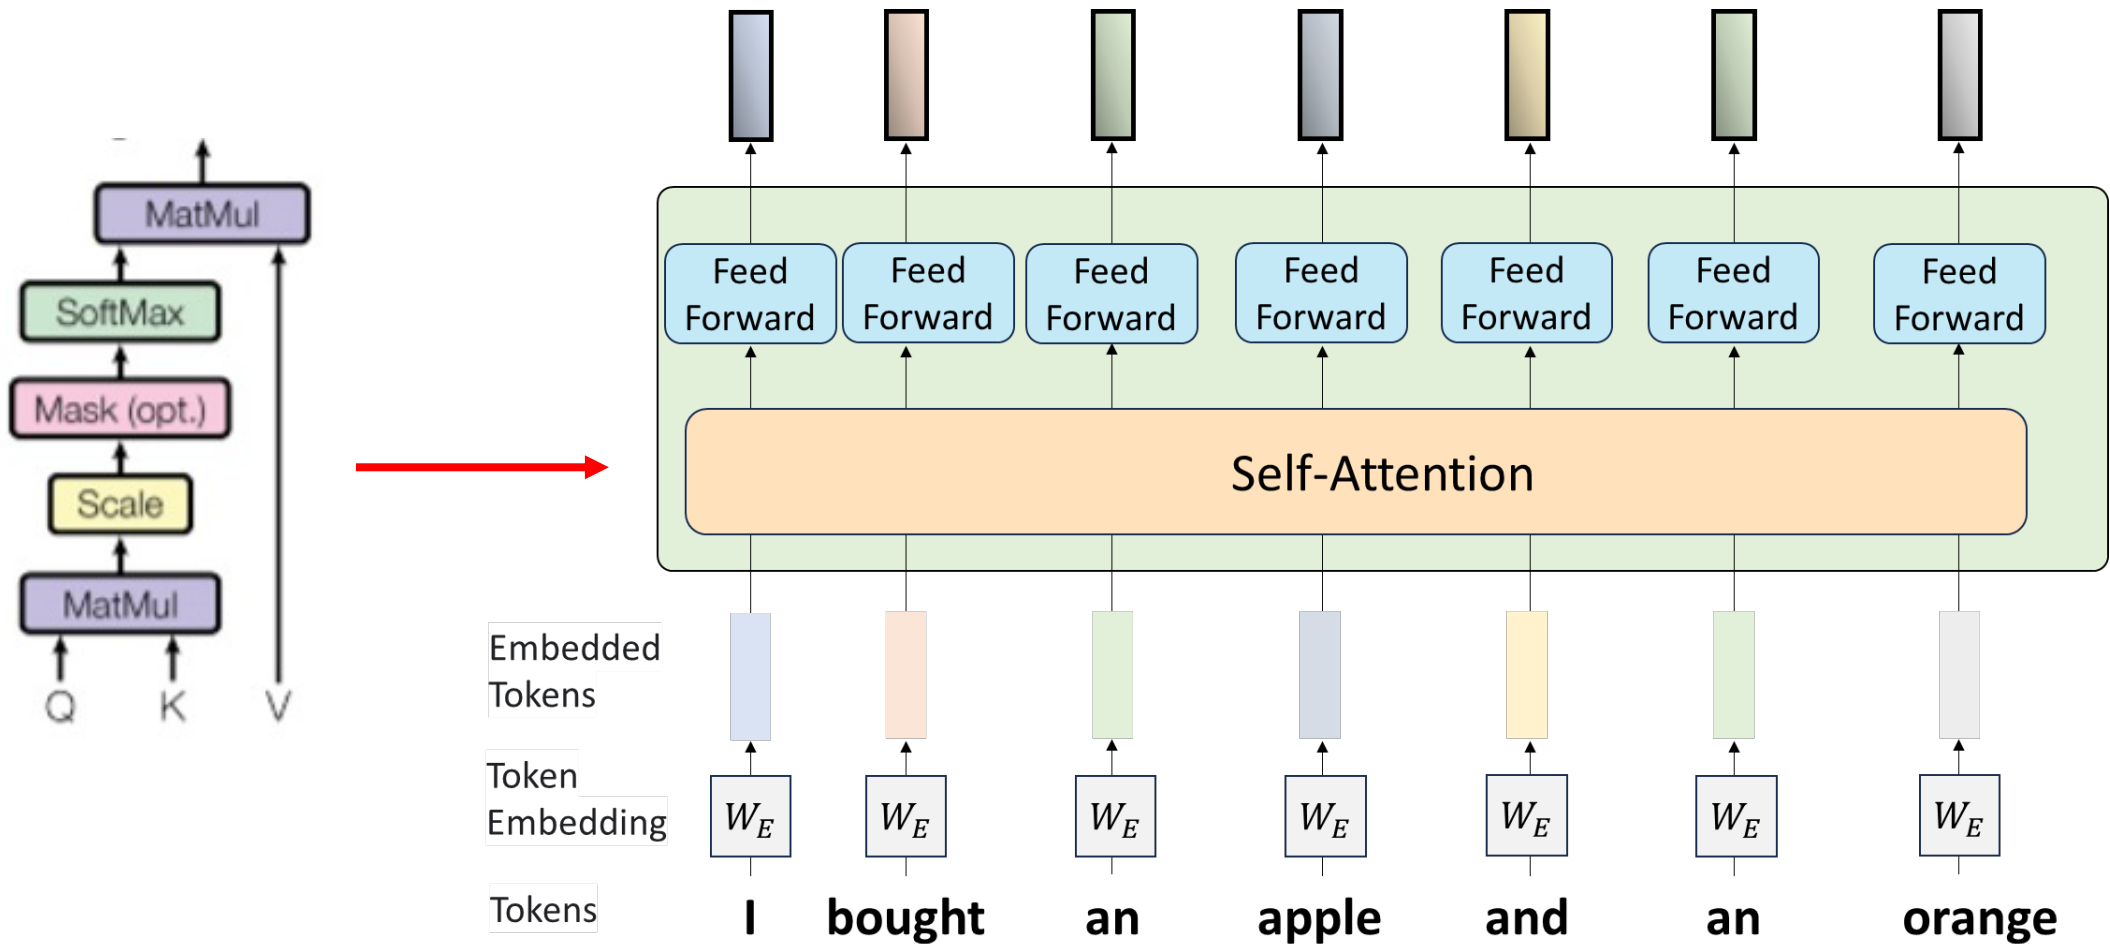 MatMul
SoftMax
Mask (opt.)
Scale
MatMul
Q K V
Feed Forward
Feed Forward
Feed Forward
Feed Forward
Feed Forward
Feed Forward
Feed Forward
Self-Attention
Embedded
Tokens
Token
Embedding
W_E W_E W_E W_E W_E W_E W_E
Tokens I bought an apple and an orange